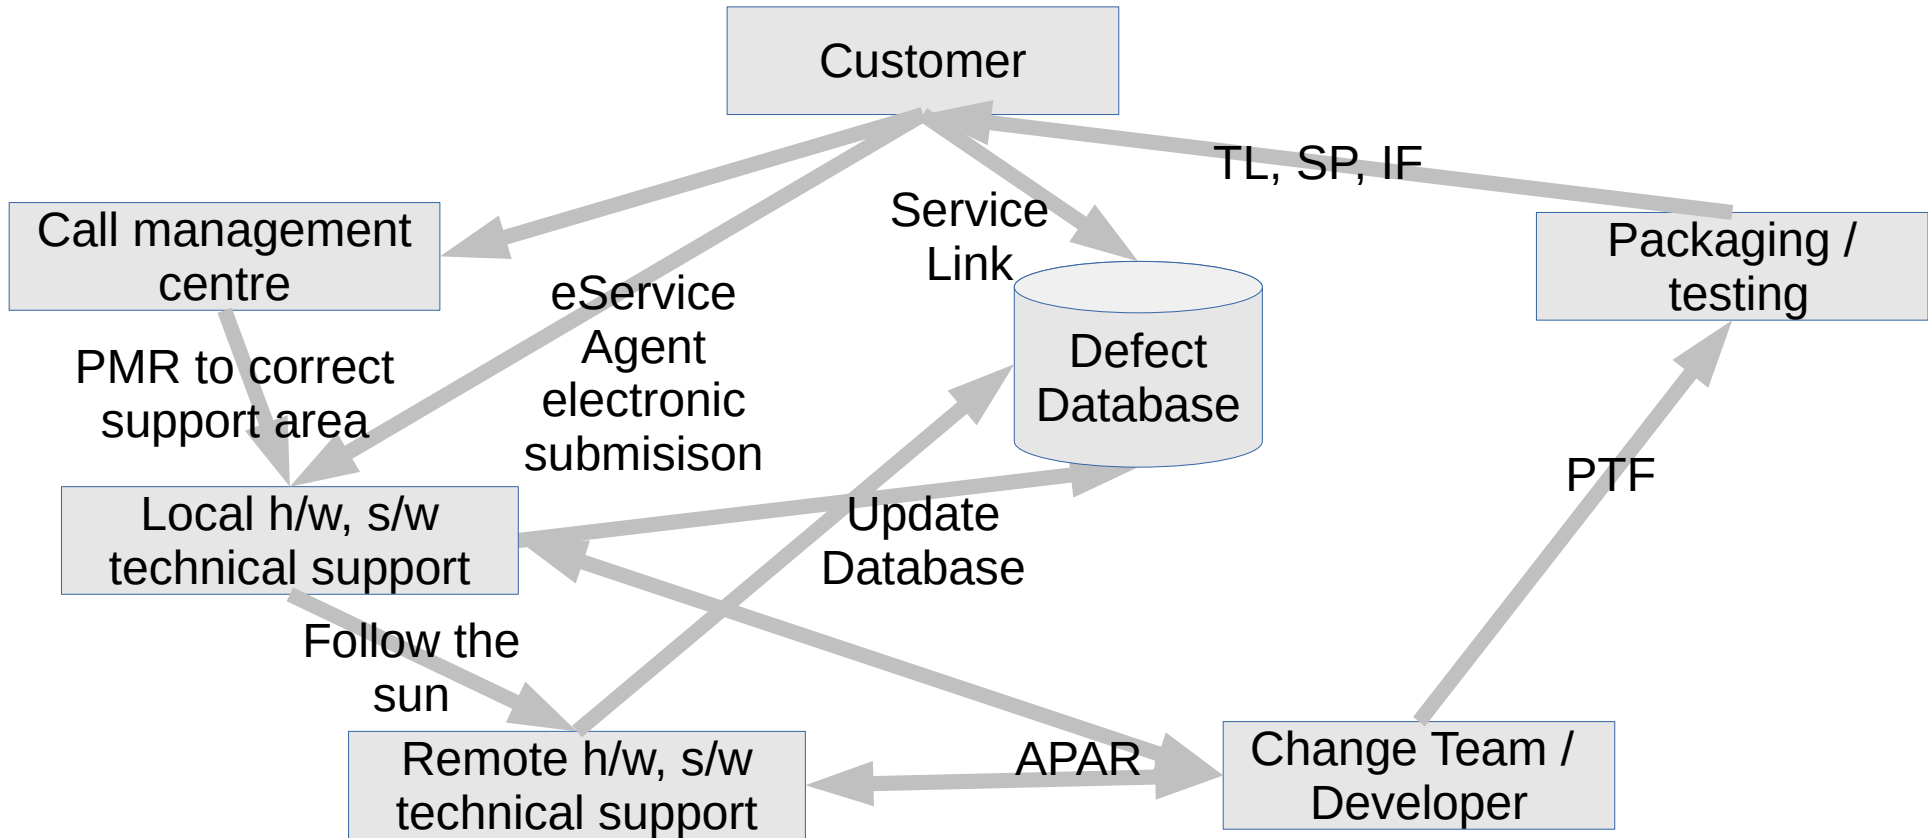 Customer
TL, SP, IF
Call management
centre
Service
Link
Packaging /
testing
eService
Agent
electronic
submisison
Defect
Database
PMR to correct
support area
PTF
Local h/w, s/w
technical support
Update
Database
Follow the
sun
Remote h/w, s/w
technical support
APAR
Change Team /
Developer